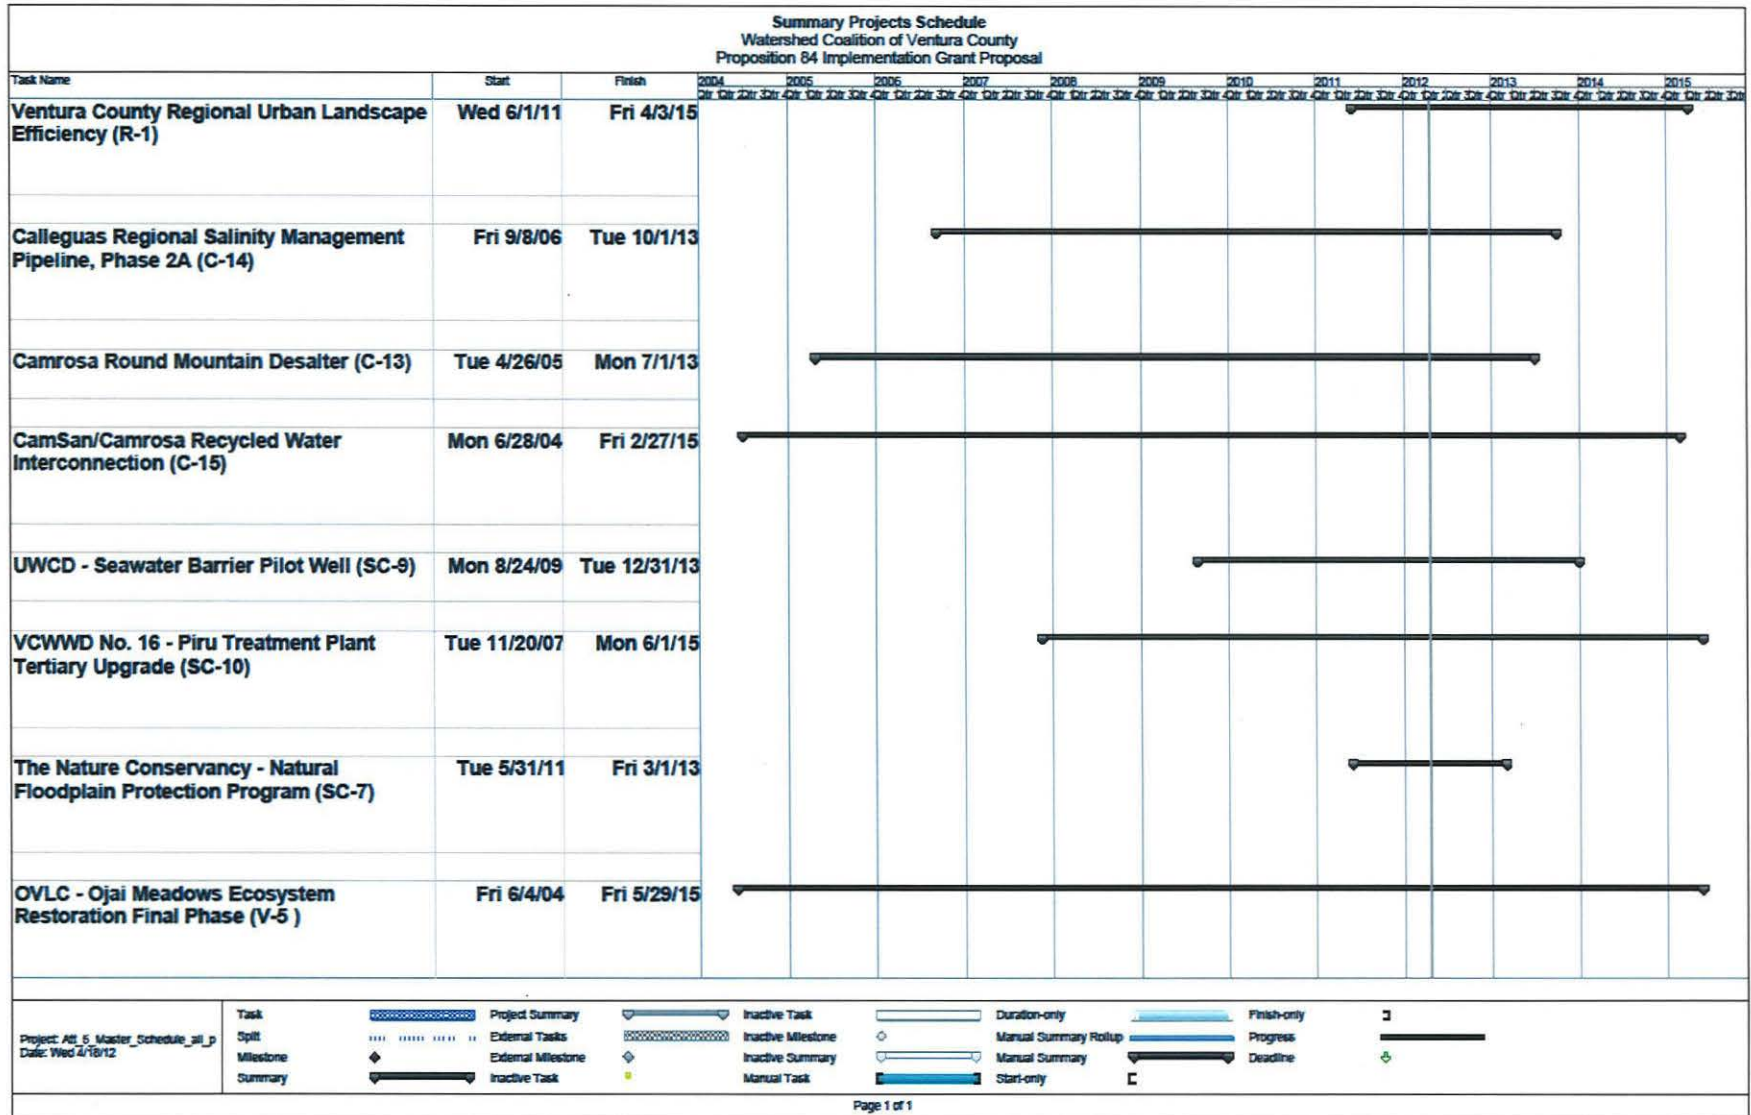 Summary Projects Schedule
Watershed Coalition of Ventura County
Proposition 84 Implementation Grant Proposal
Task Name Start Finish 2004 2005 2006 2007 2008 2009 2010 2011 2012 2013 2014 2015
Ventura County Regional Urban Landscape Wed 6/1/11 Fri 4/3/15
Efficiency (R-1)
Calleguas Regional Salinity Management Fri 9/8/06 Tue 10/1/13
Pipeline, Phase 2A (C-14)
Camrosa Round Mountain Desalter (C-13) Tue 4/26/05 Mon 7/1/13
CamSan/Camrosa Recycled Water Mon 6/28/04 Fri 2/27/15
Interconnection (C-15)
UWCD - Seawater Barrier Pilot Well (SC-9) Mon 8/24/09 Tue 12/31/13
VCWWD No. 16 - Piru Treatment Plant Tue 11/20/07 Mon 6/1/15
Tertiary Upgrade (SC-10)
The Nature Conservancy - Natural Tue 5/31/11 Fri 3/1/13
Floodplain Protection Program (SC-7)
OVLC - Ojai Meadows Ecosystem Fri 6/4/04 Fri 5/29/15
Restoration Final Phase (V-5 )
Project: Att_5_Master_Schedule_all_p
Date: Wed 4/18/12
Task Project Summary Inactive Task Duration-only Finish-only
Split External Tasks Inactive Milestone Manual Summary Rollup Progress
Milestone External Milestone Inactive Summary Manual Summary Deadline
Summary Inactive Task Manual Task Start-only
Page 1 of 1